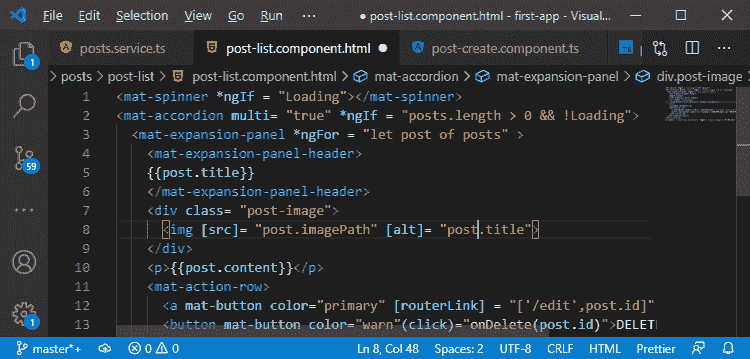 File Edit Selection View Go Run ··· ● post-list.component.html - first-app - Visual...
posts.service.ts post-list.component.html ● post-create.component.ts
posts > post-list > post-list.component.html > mat-accordion > mat-expansion-panel > div.post-image
1 <mat-spinner *ngIf = "Loading"></mat-spinner>
2 <mat-accordion multi= "true" *ngIf = "posts.length > 0 && !Loading">
3 <mat-expansion-panel *ngFor = "let post of posts" >
4 <mat-expansion-panel-header>
5 {{post.title}}
6 </mat-expansion-panel-header>
7 <div class= "post-image">
8 <img [src]= "post.imagePath" [alt]= "post.title">
9 </div>
10 <p>{{post.content}}</p>
11 <mat-action-row>
12 <a mat-button color="primary" [routerLink] = "['/edit',post.id]"
13 <button mat-button color="warn"(click)="onDelete(post.id)">DELET
1
59
1
master*+ 0 0 Ln 8, Col 48 Spaces: 2 UTF-8 CRLF HTML Prettier